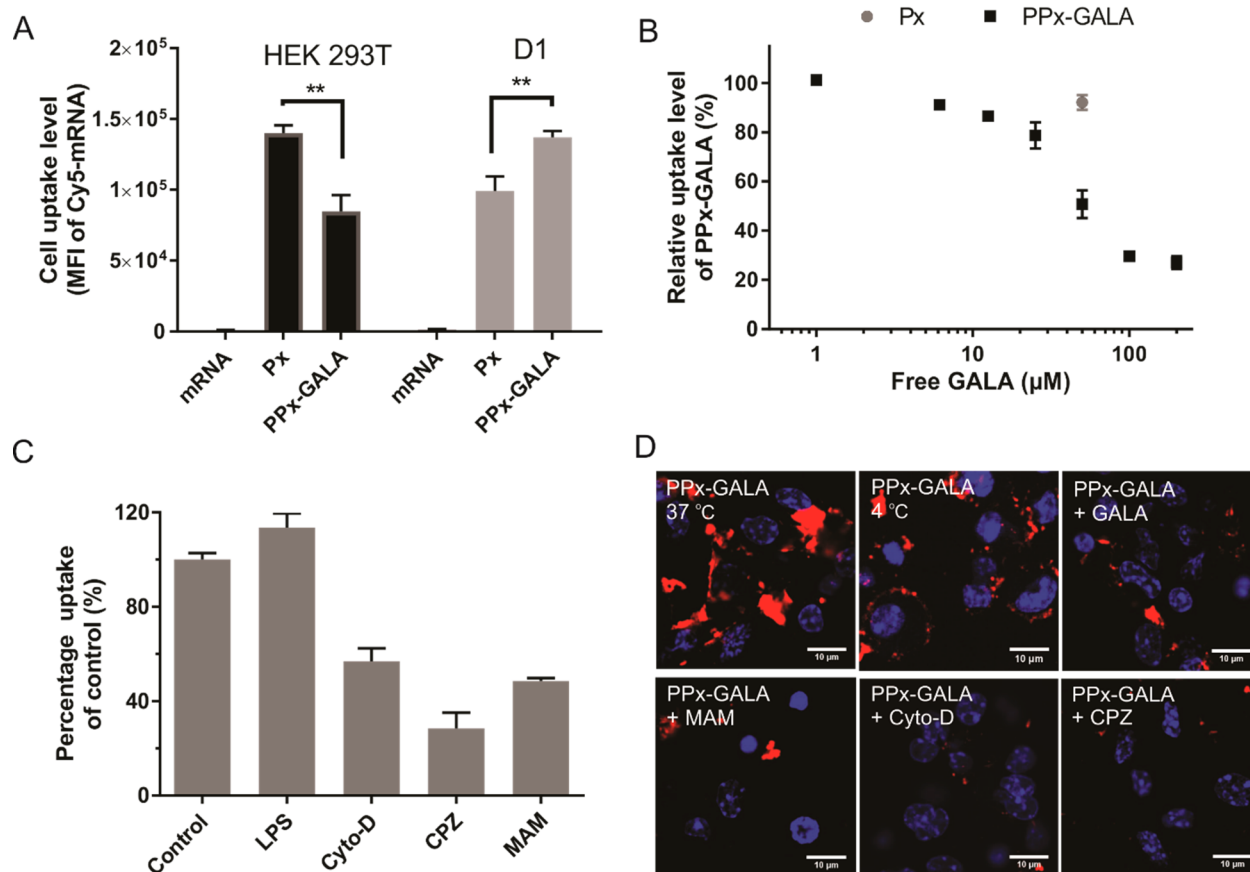 A
HEK 293T
D1
**
**
2×10⁵
1.5×10⁵
1×10⁵
5×10⁴
0
Cell uptake level
(MFI of Cy5-mRNA)
mRNA
Px
PPx-GALA
mRNA
Px
PPx-GALA
Px
PPx-GALA
B
100
80
60
40
20
0
Relative uptake level
of PPx-GALA (%)
1
10
100
Free GALA (µM)
C
120
80
40
0
Percentage uptake
of control (%)
Control
LPS
Cyto-D
CPZ
MAM
D
PPx-GALA
37 °C
10 µm
PPx-GALA
4 °C
10 µm
PPx-GALA
+ GALA
10 µm
PPx-GALA
+ MAM
10 µm
PPx-GALA
+ Cyto-D
10 µm
PPx-GALA
+ CPZ
10 µm